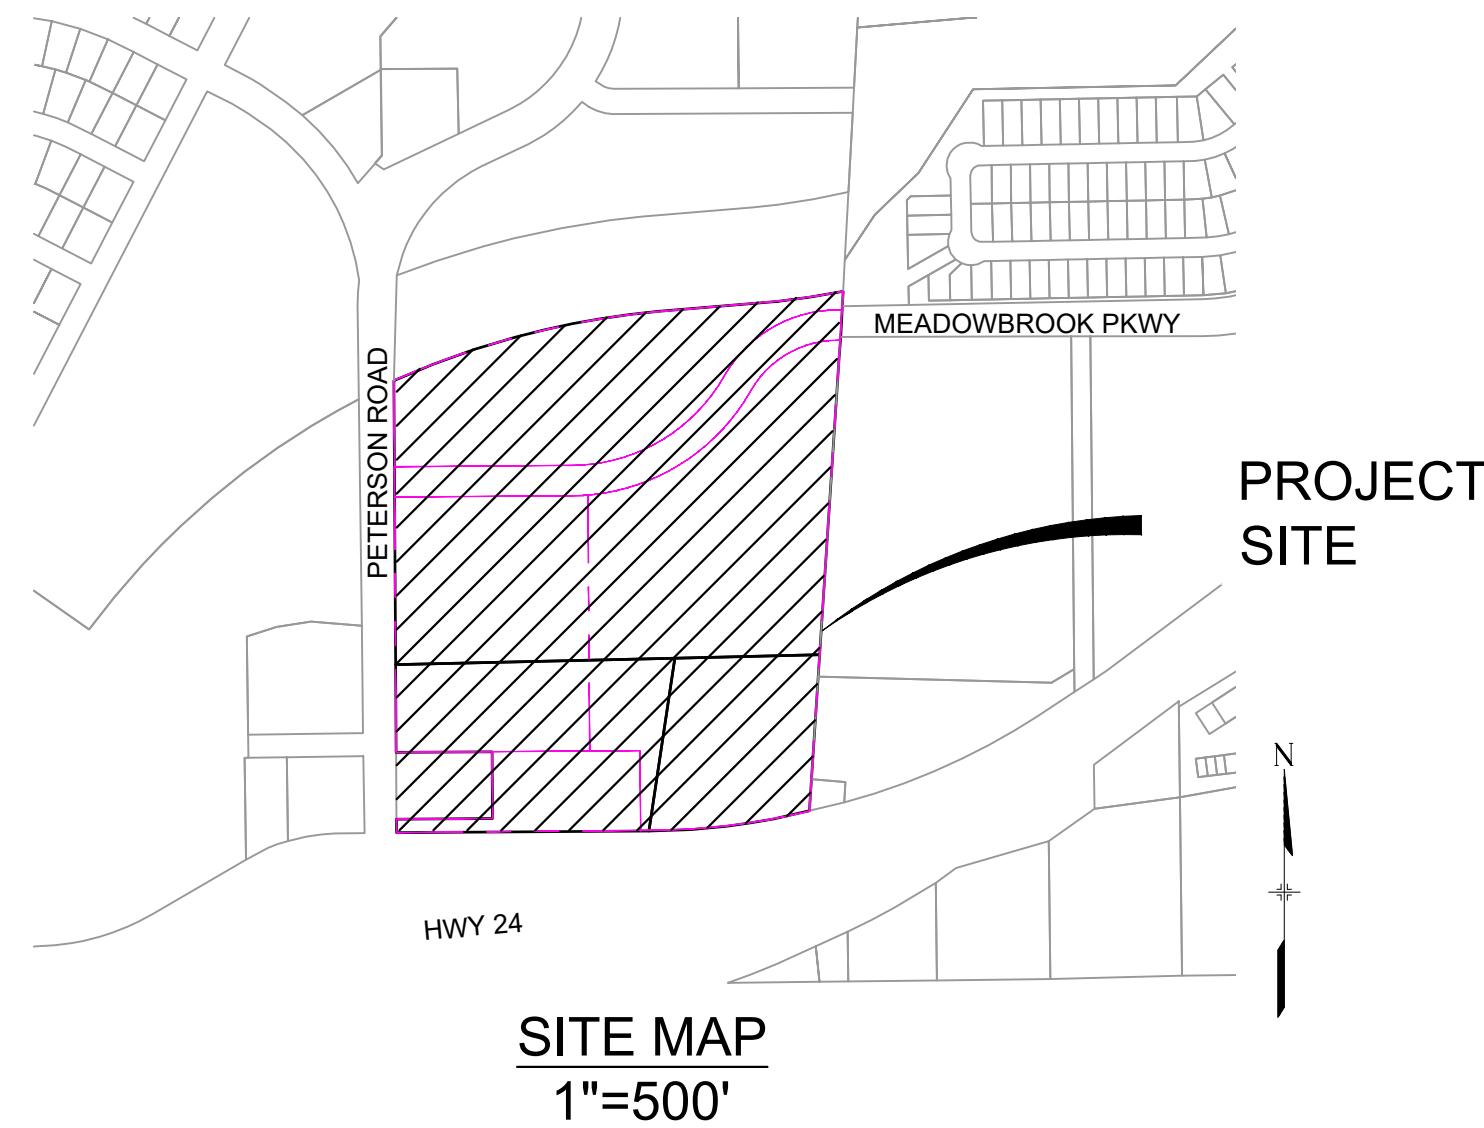 MEADOWBROOK PKWY
PETERSON ROAD
PROJECT
SITE
N
HWY 24
SITE MAP
1"=500'